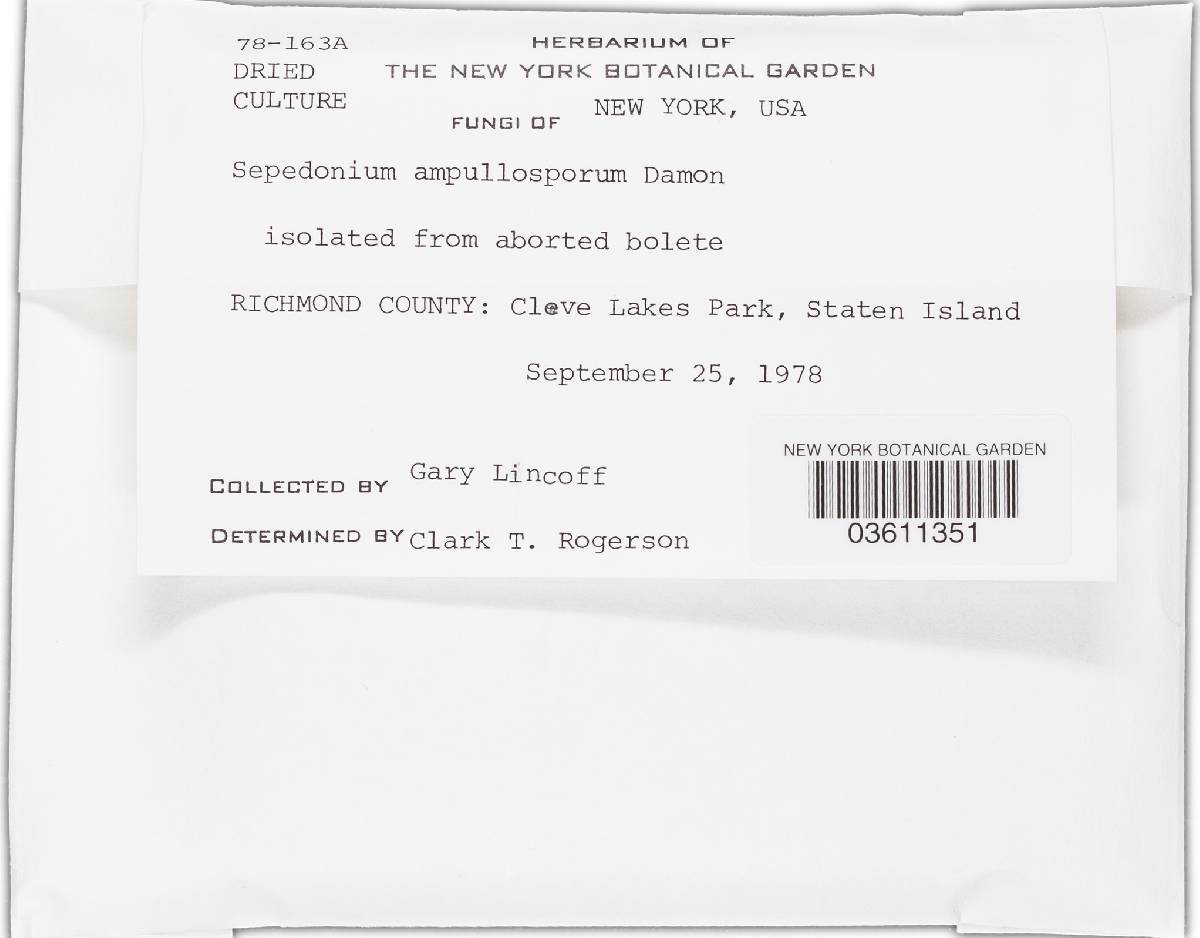 78-163A
HERBARIUM OF
DRIED
THE NEW YORK BOTANICAL GARDEN
CULTURE
NEW YORK, USA
FUNGI OF
Sepedonium ampullosporum Damon
isolated from aborted bolete
RICHMOND COUNTY: Cleve Lakes Park, Staten Island
September 25, 1978
NEW YORK BOTANICAL GARDEN
03611351
COLLECTED BY Gary Lincoff
DETERMINED BY Clark T. Rogerson